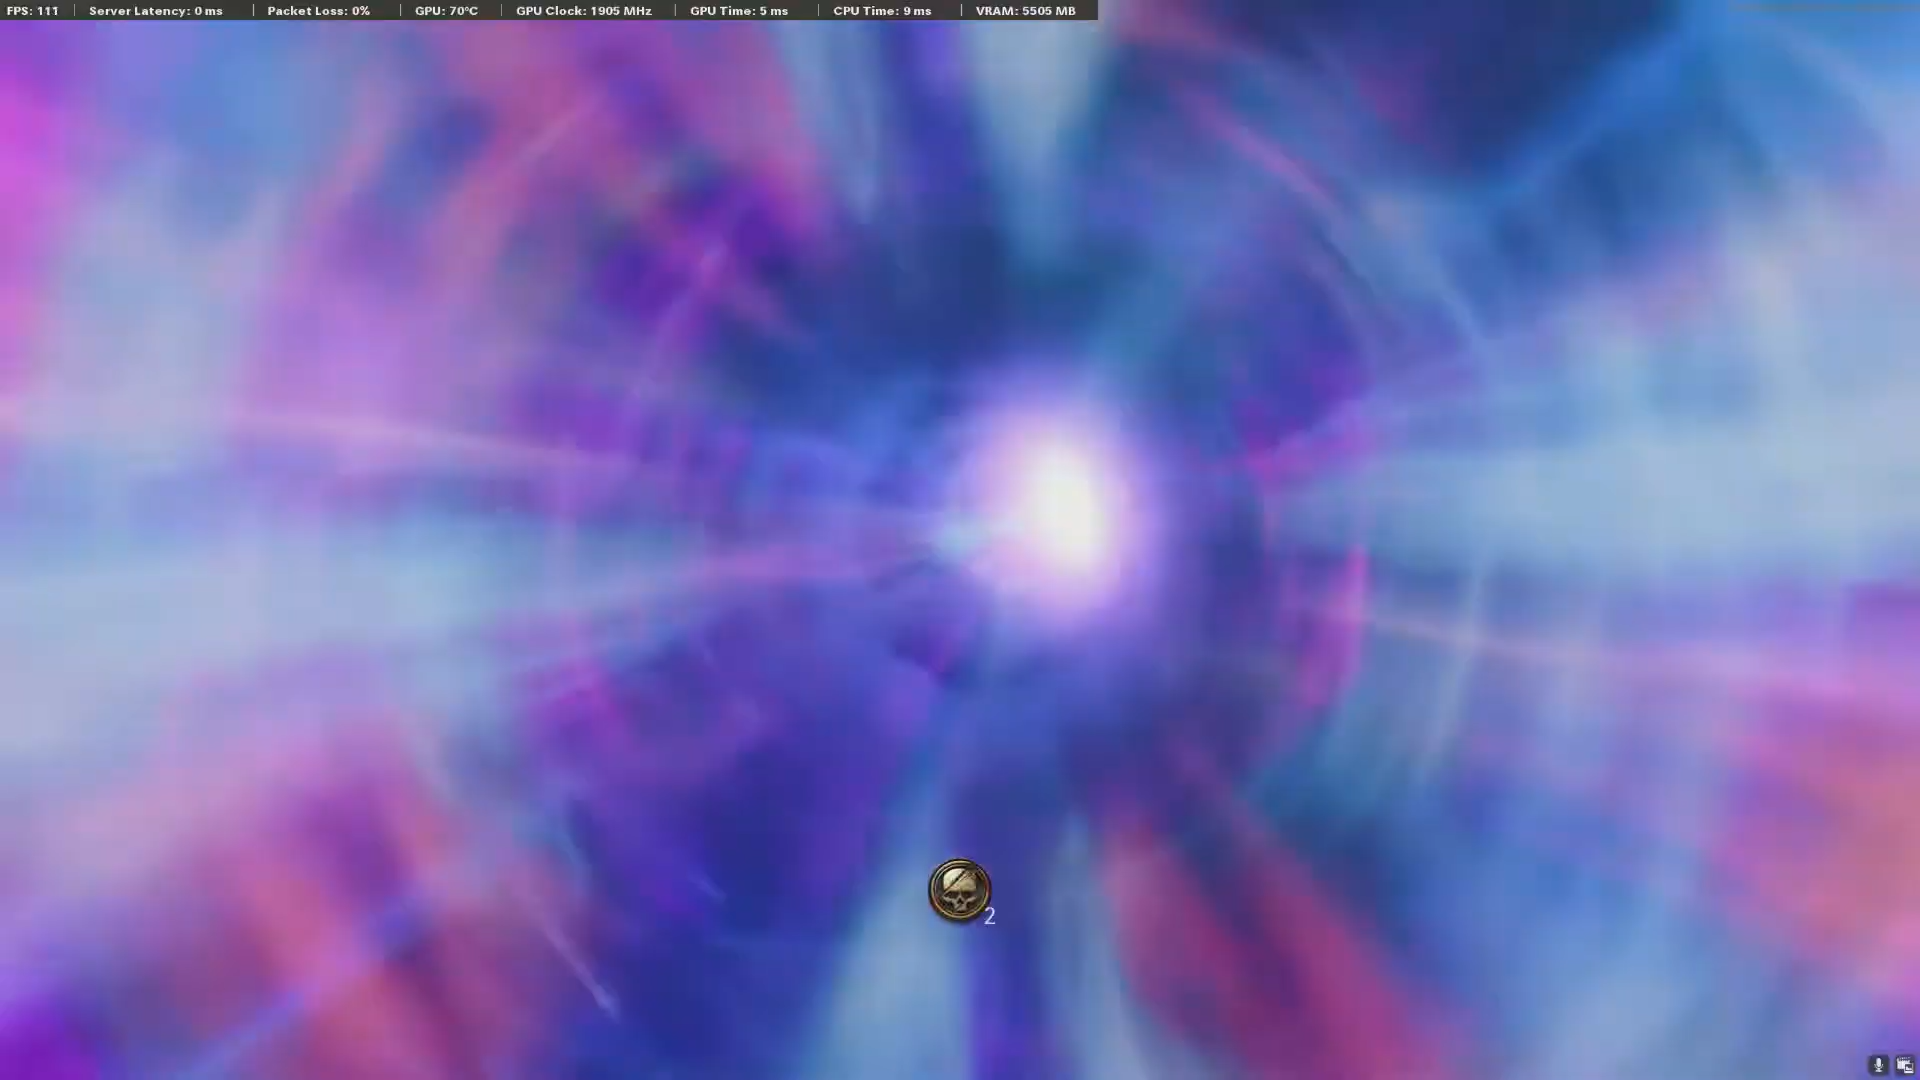 FPS: 111 | Server Latency: 0 ms | Packet Loss: 0% | GPU: 70°C | GPU Clock: 1905 MHz | GPU Time: 5 ms | CPU Time: 9 ms | VRAM: 5505 MB
2